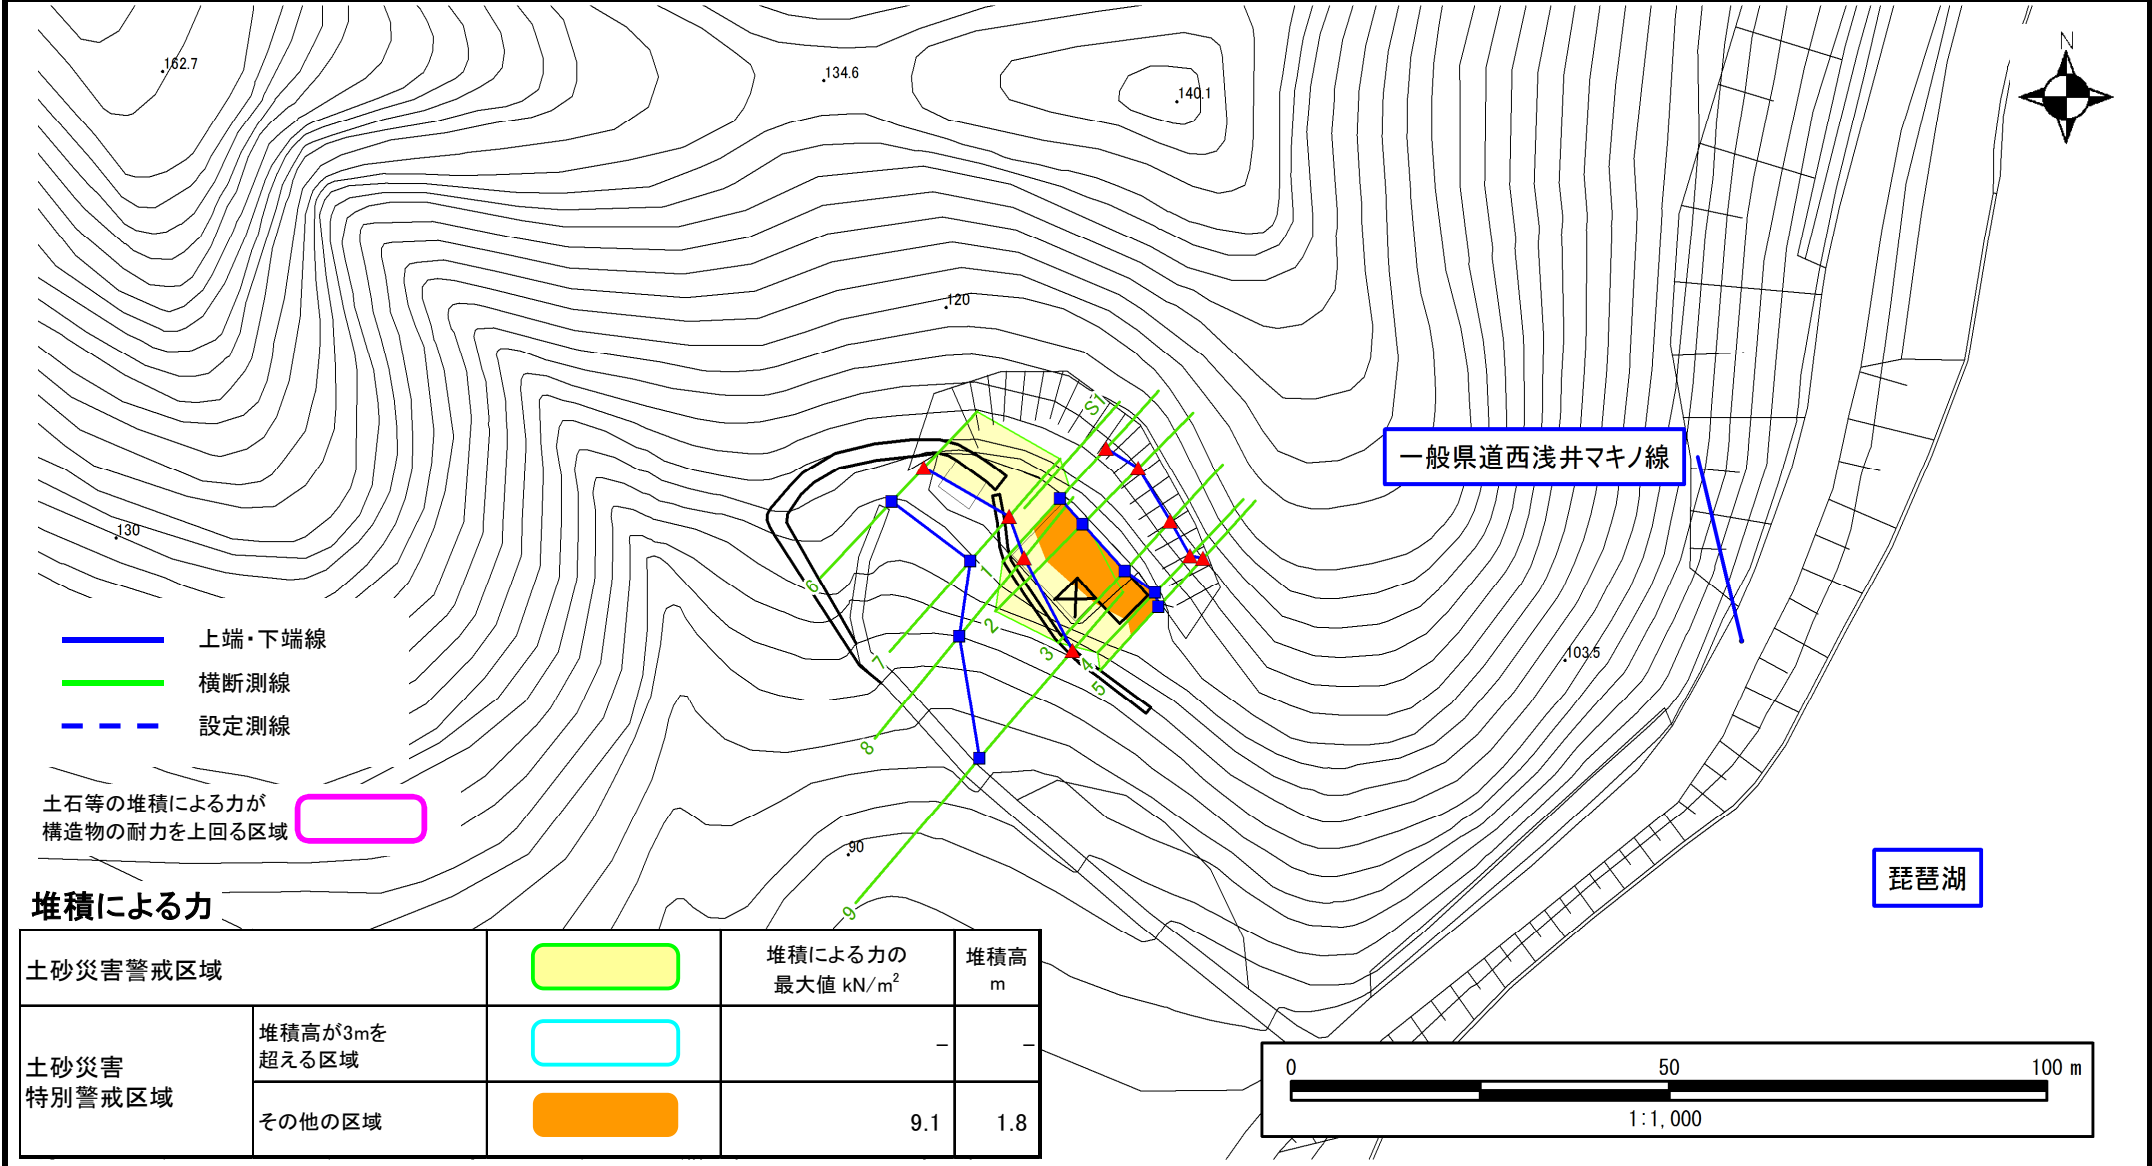 162.7
134.6
140.1
N
120
S1
一般県道西浅井マキノ線
130
6
1
2
7
3
4
5
103.5
8
上端・下端線
横断測線
設定測線
土石等の堆積による力が
構造物の耐力を上回る区域
90
琵琶湖
9
堆積による力
土砂災害警戒区域
堆積による力の
最大値 kN/m²
堆積高
m
土砂災害
特別警戒区域
堆積高が3mを
超える区域
－
－
その他の区域
9.1
1.8
0
50
100 m
1:1,000